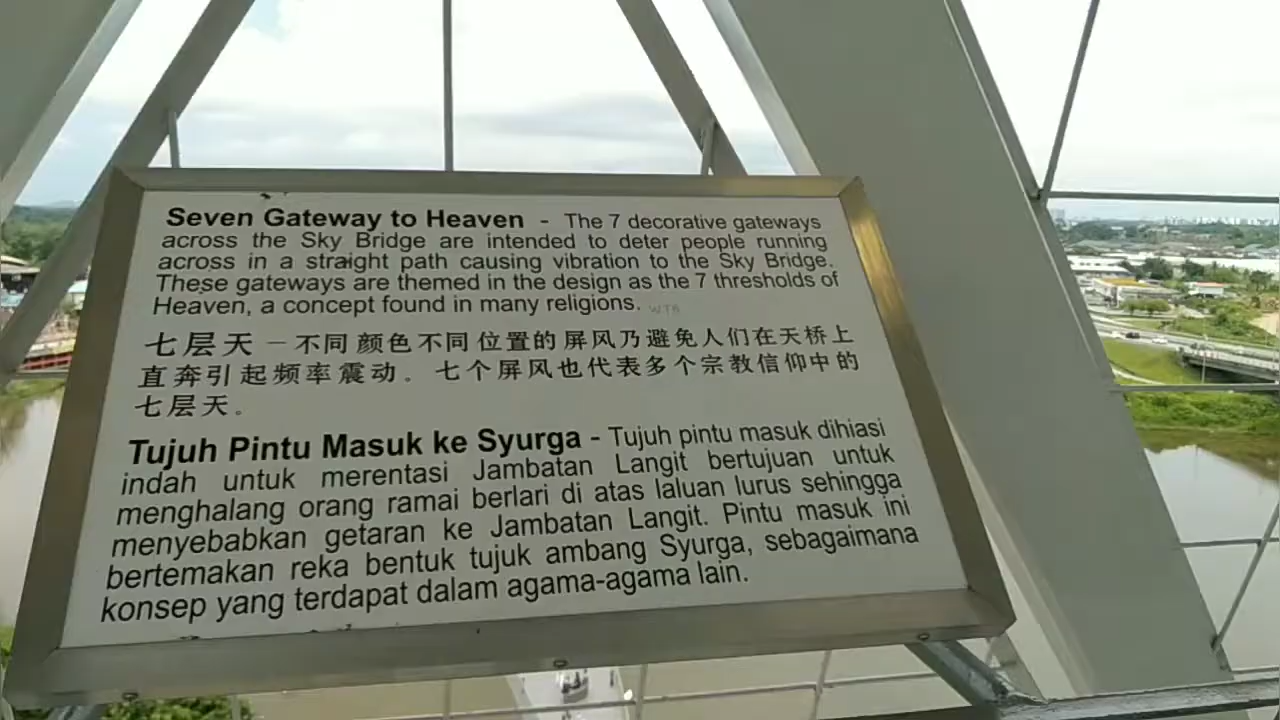 Seven Gateway to Heaven - The 7 decorative gateways
across the Sky Bridge are intended to deter people running
across in a straight path causing vibration to the Sky Bridge.
These gateways are themed in the design as the 7 thresholds of
Heaven, a concept found in many religions.
七层天 – 不同颜色不同位置的屏风乃避免人们在天桥上
直奔引起频率震动。七个屏风也代表多个宗教信仰中的
七层天。
Tujuh Pintu Masuk ke Syurga - Tujuh pintu masuk dihiasi
indah untuk merentasi Jambatan Langit bertujuan untuk
menghalang orang ramai berlari di atas laluan lurus sehingga
menyebabkan getaran ke Jambatan Langit. Pintu masuk ini
bertemakan reka bentuk tujuk ambang Syurga, sebagaimana
konsep yang terdapat dalam agama-agama lain.